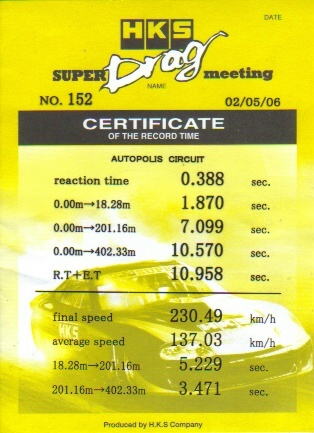 DATE
HKS
SUPER Drag meeting
NAME
NO. 152 02/05/06
CERTIFICATE
OF THE RECORD TIME
AUTOPOLIS CIRCUIT
reaction time 0.388 sec.
0.00m→18.28m 1.870 sec.
0.00m→201.16m 7.099 sec.
0.00m→402.33m 10.570 sec.
R.T+E.T 10.958 sec.
final speed 230.49 km/h
average speed 137.03 km/h
18.28m→201.16m 5.229 sec.
201.16m→402.33m 3.471 sec.
HKS
Produced by H.K.S Company